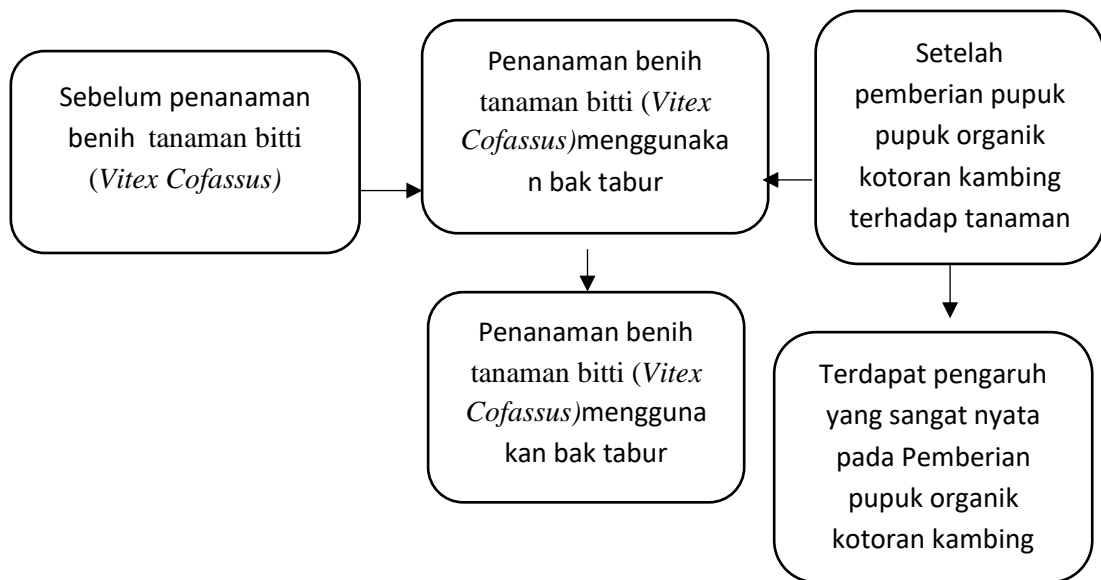 Sebelum penanaman
benih tanaman bitti
(Vitex Cofassus)
Penanaman benih
tanaman bitti (Vitex
Cofassus)menggunaka
n bak tabur
Setelah
pemberian pupuk
pupuk organik
kotoran kambing
terhadap tanaman
Penanaman benih
tanaman bitti (Vitex
Cofassus)mengguna
kan bak tabur
Terdapat pengaruh
yang sangat nyata
pada Pemberian
pupuk organik
kotoran kambing